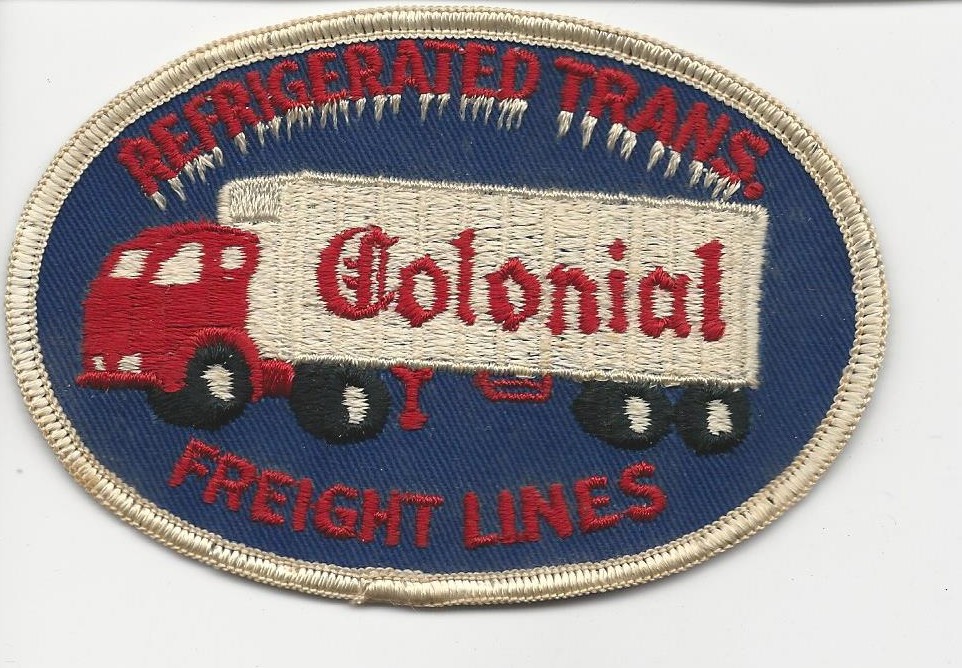 REFRIGERATED TRANS.
Colonial
FREIGHT LINES